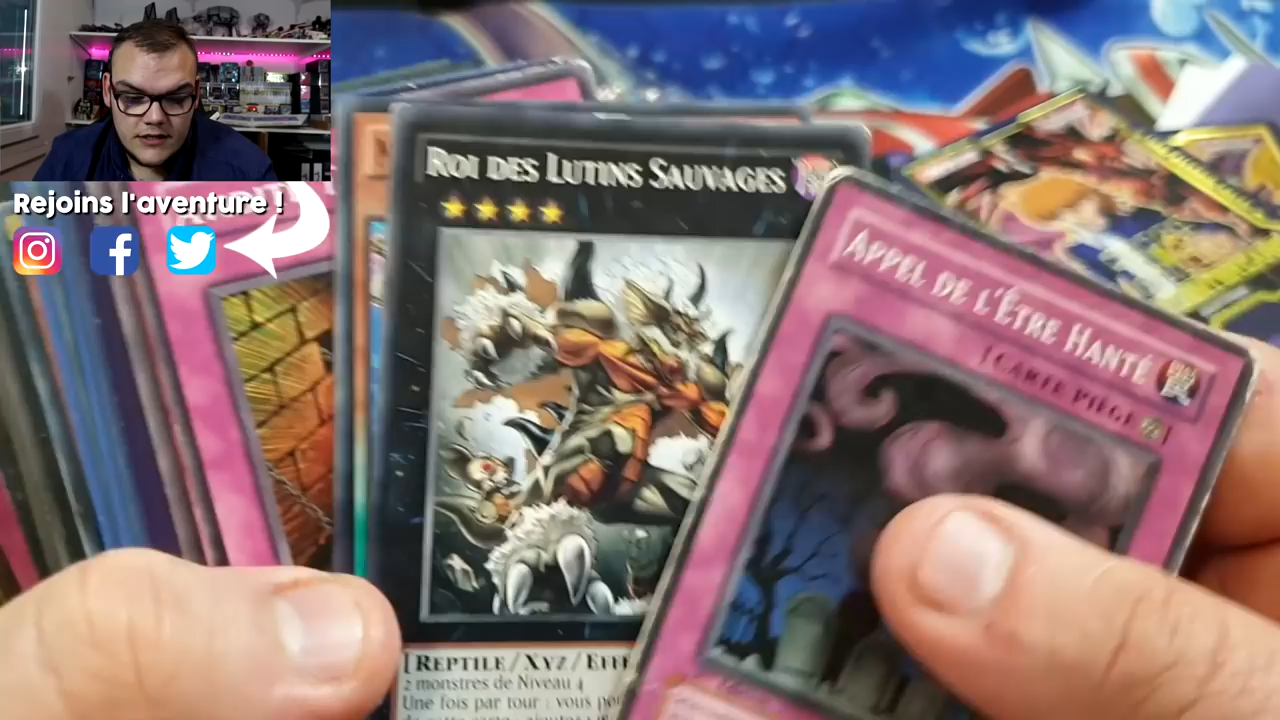 Rejoins l'aventure !
Roi des Lutins Sauvages
Appel de l'Être Hanté
[CARTE PIÈGE
[Reptile/Xyz/Effe
2 monstres de Niveau 4
Une fois par tour : vous pou